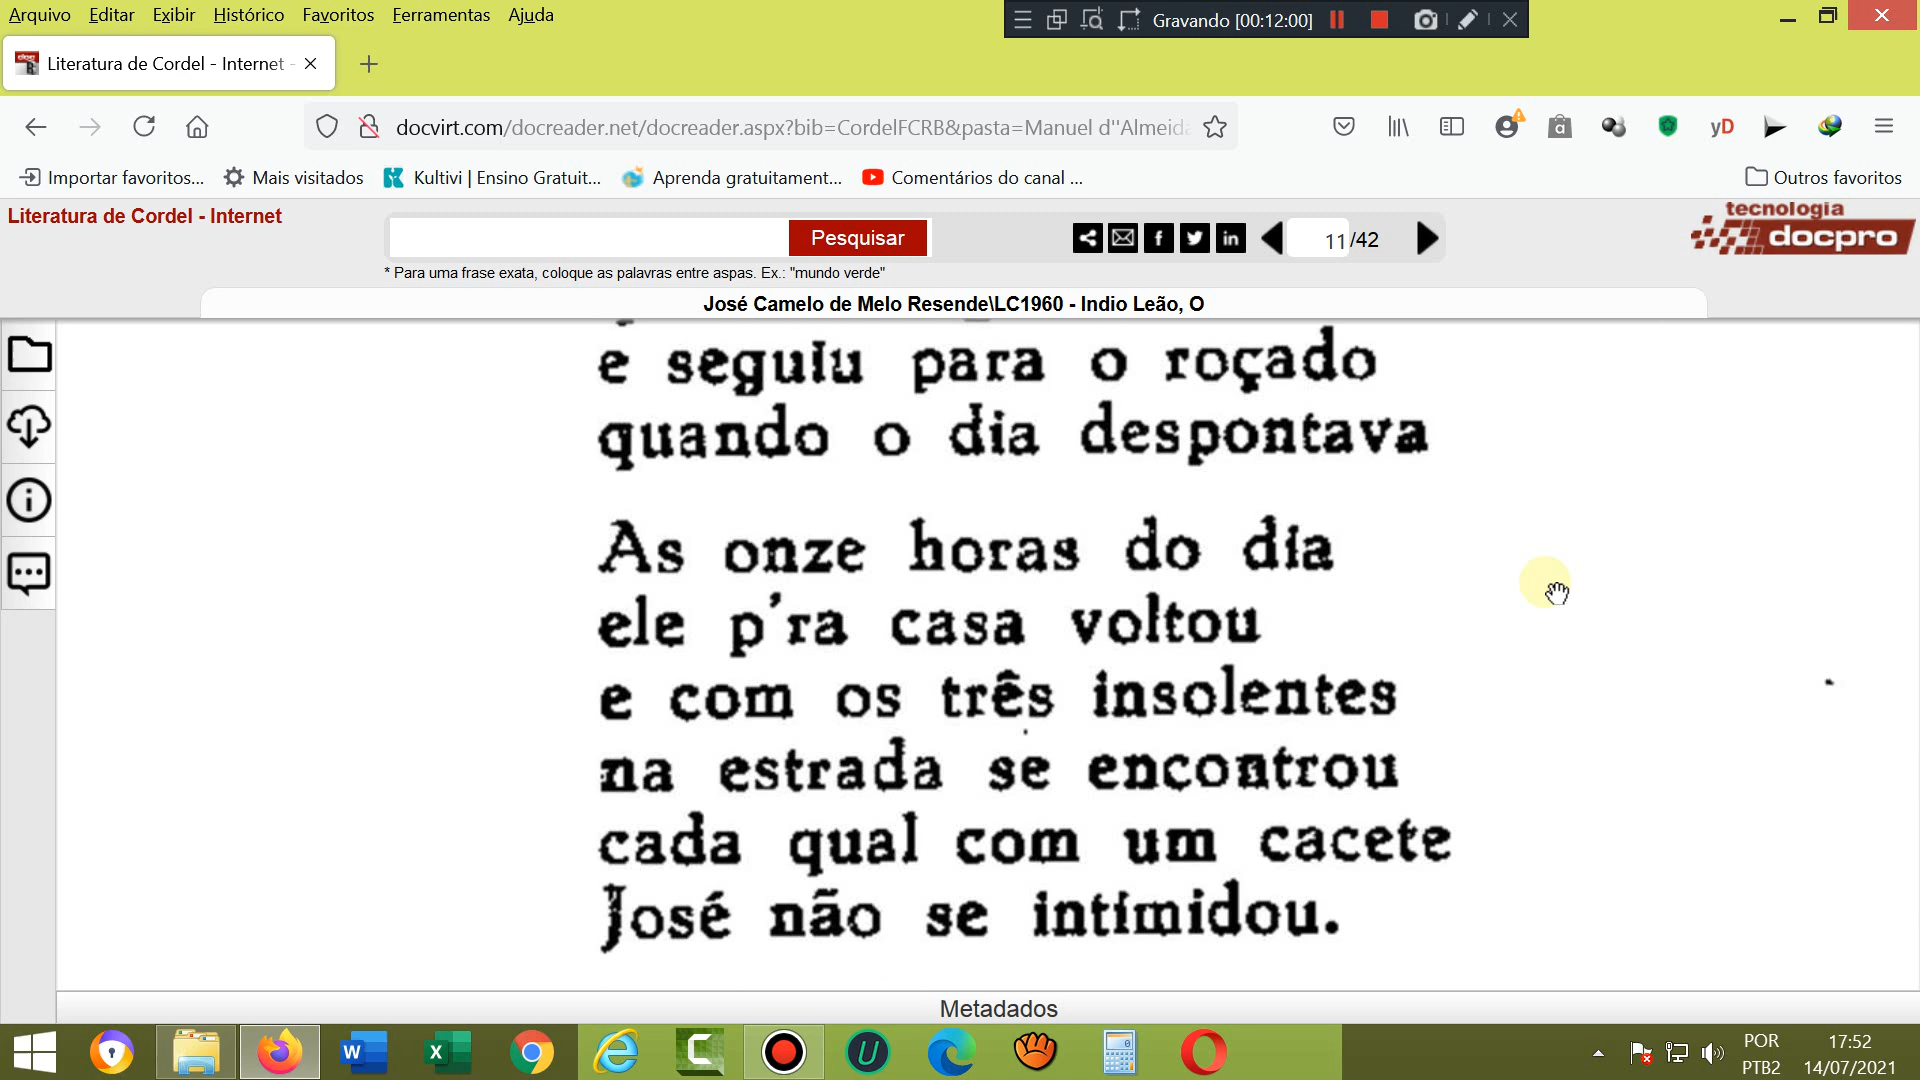 Arquivo Editar Exibir Histórico Favoritos Ferramentas Ajuda
Gravando [00:12:00]
Literatura de Cordel - Internet -
docvirt.com/docreader.net/docreader.aspx?bib=CordelFCRB&pasta=Manuel d''Almeida
Importar favoritos... Mais visitados Kultivi | Ensino Gratuit... Aprenda gratuitament... Comentários do canal ... Outros favoritos
Literatura de Cordel - Internet
Pesquisar
11/42
tecnologia
docpro
* Para uma frase exata, coloque as palavras entre aspas. Ex.: "mundo verde"
José Camelo de Melo Resende\LC1960 - Indio Leão, O
e seguiu para o roçado
quando o dia despontava
As onze horas do dia
ele p'ra casa voltou
e com os três insolentes
na estrada se encontrou
cada qual com um cacete
José não se intimidou.
Metadados
POR
PTB2
17:52
14/07/2021